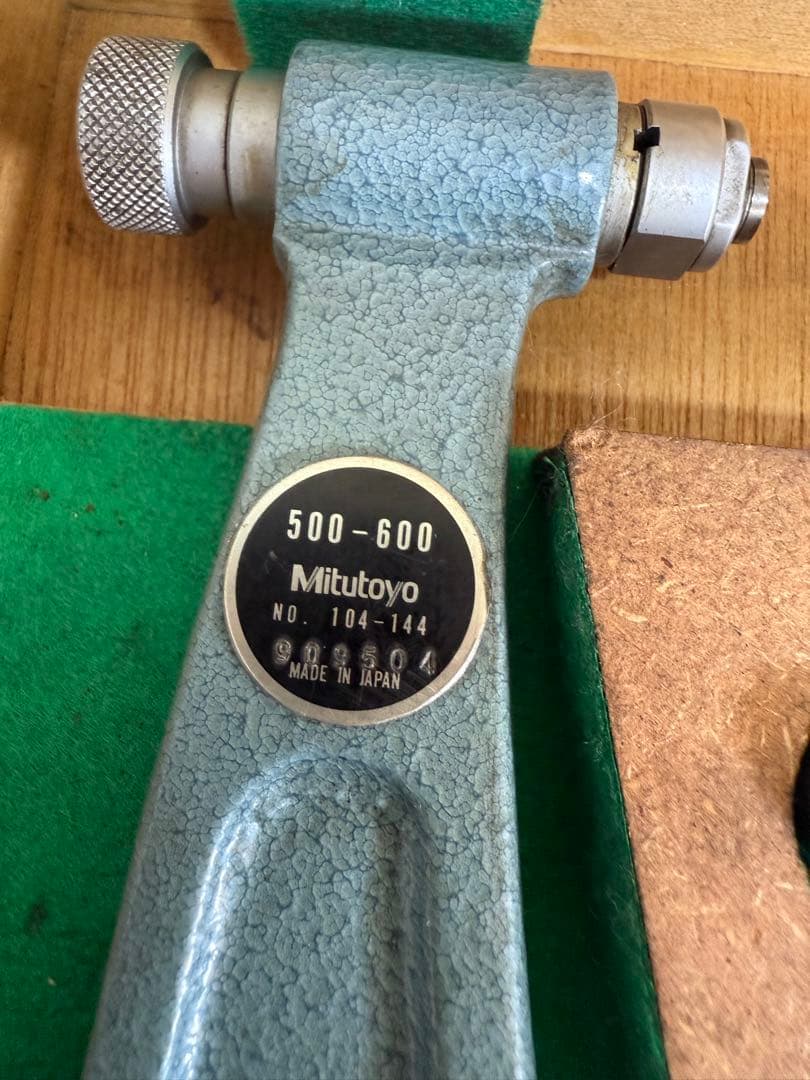 500-600
Mitutoyo
NO. 104-144
909504
MADE IN JAPAN